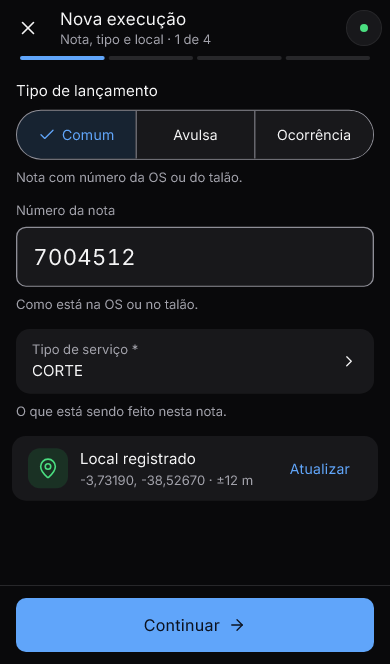 Nova execução
Nota, tipo e local · 1 de 4
Tipo de lançamento
Comum
Avulsa
Ocorrência
Nota com número da OS ou do talão.
Número da nota
7004512
Como está na OS ou no talão.
Tipo de serviço *
CORTE
O que está sendo feito nesta nota.
Local registrado
-3,73190, -38,52670 · ±12 m
Atualizar
Continuar